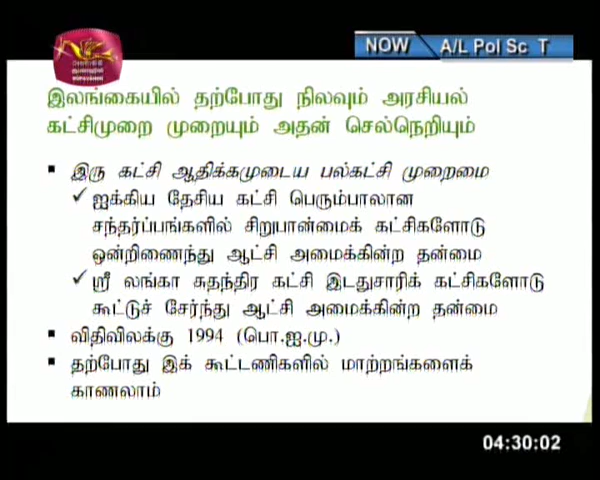 NOW A/L Pol Sc T
இலங்கையில் தற்போது நிலவும் அரசியல்
கட்சிமுறை முறையும் அதன் செல்நெறியும்
▪ இரு கட்சி ஆதிக்கமுடைய பல்கட்சி முறைமை
✓ ஐக்கிய தேசிய கட்சி பெரும்பாலான
சந்தர்ப்பங்களில் சிறுபான்மைக் கட்சிகளோடு
ஒன்றிணைந்து ஆட்சி அமைக்கின்ற தன்மை
✓ ஸ்ரீ லங்கா சுதந்திர கட்சி இடதுசாரிக் கட்சிகளோடு
கூட்டுச் சேர்ந்து ஆட்சி அமைக்கின்ற தன்மை
▪ விதிவிலக்கு 1994 (பொ.ஐ.மு.)
▪ தற்போது இக் கூட்டணிகளில் மாற்றங்களைக்
காணலாம்
04:30:02